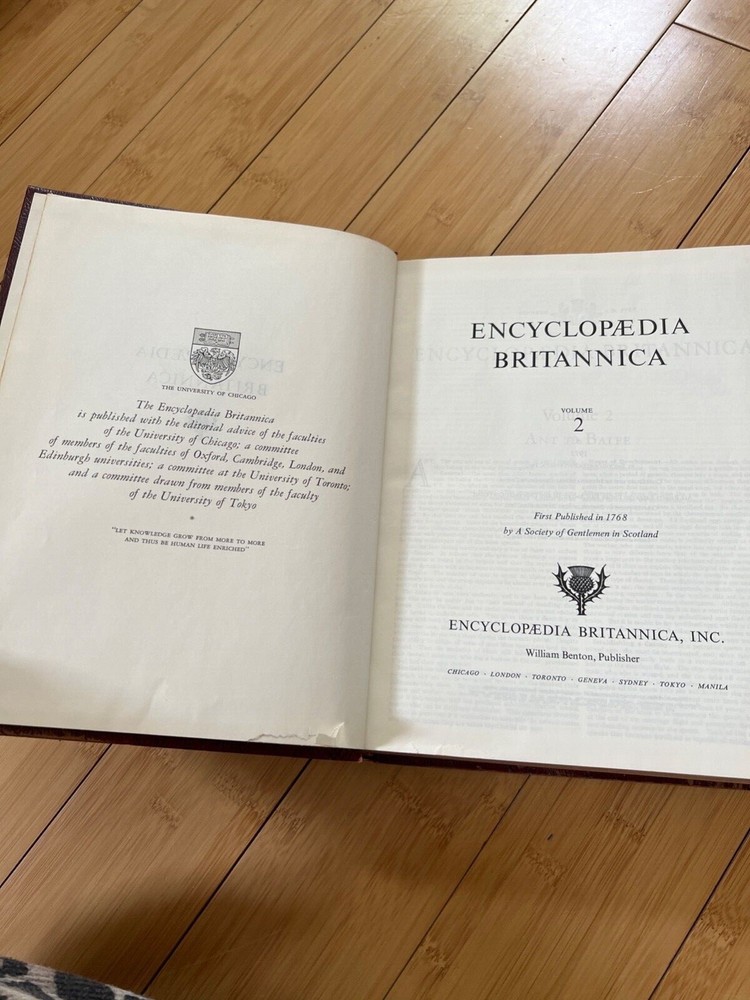 THE UNIVERSITY OF CHICAGO
The Encyclopædia Britannica
is published with the editorial advice of the faculties
of the University of Chicago; a committee
of members of the faculties of Oxford, Cambridge, London, and
Edinburgh universities; a committee at the University of Toronto;
and a committee drawn from members of the faculty
of the University of Tokyo
*
"LET KNOWLEDGE GROW FROM MORE TO MORE
AND THUS BE HUMAN LIFE ENRICHED"
ENCYCLOPÆDIA
BRITANNICA
VOLUME
2
First Published in 1768
by A Society of Gentlemen in Scotland
ENCYCLOPÆDIA BRITANNICA, INC.
William Benton, Publisher
CHICAGO · LONDON · TORONTO · GENEVA · SYDNEY · TOKYO · MANILA